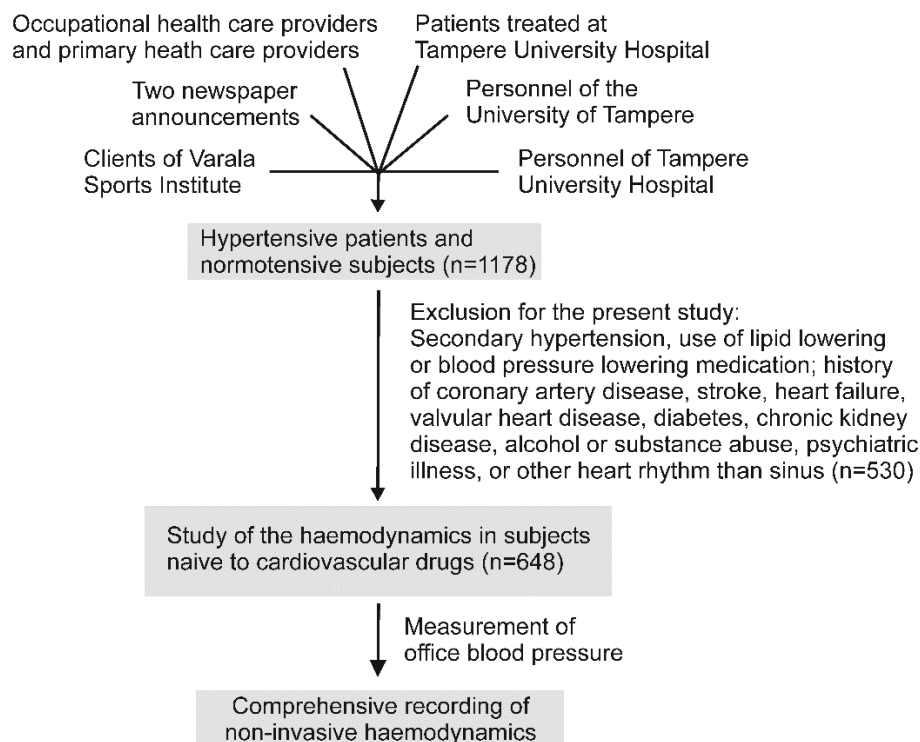 Occupational health care providers
and primary heath care providers
Patients treated at
Tampere University Hospital
Two newspaper
announcements
Personnel of the
University of Tampere
Clients of Varala
Sports Institute
Personnel of Tampere
University Hospital
Hypertensive patients and
normotensive subjects (n=1178)
Exclusion for the present study:
Secondary hypertension, use of lipid lowering
or blood pressure lowering medication; history
of coronary artery disease, stroke, heart failure,
valvular heart disease, diabetes, chronic kidney
disease, alcohol or substance abuse, psychiatric
illness, or other heart rhythm than sinus (n=530)
Study of the haemodynamics in subjects
naive to cardiovascular drugs (n=648)
Measurement of
office blood pressure
Comprehensive recording of
non-invasive haemodynamics